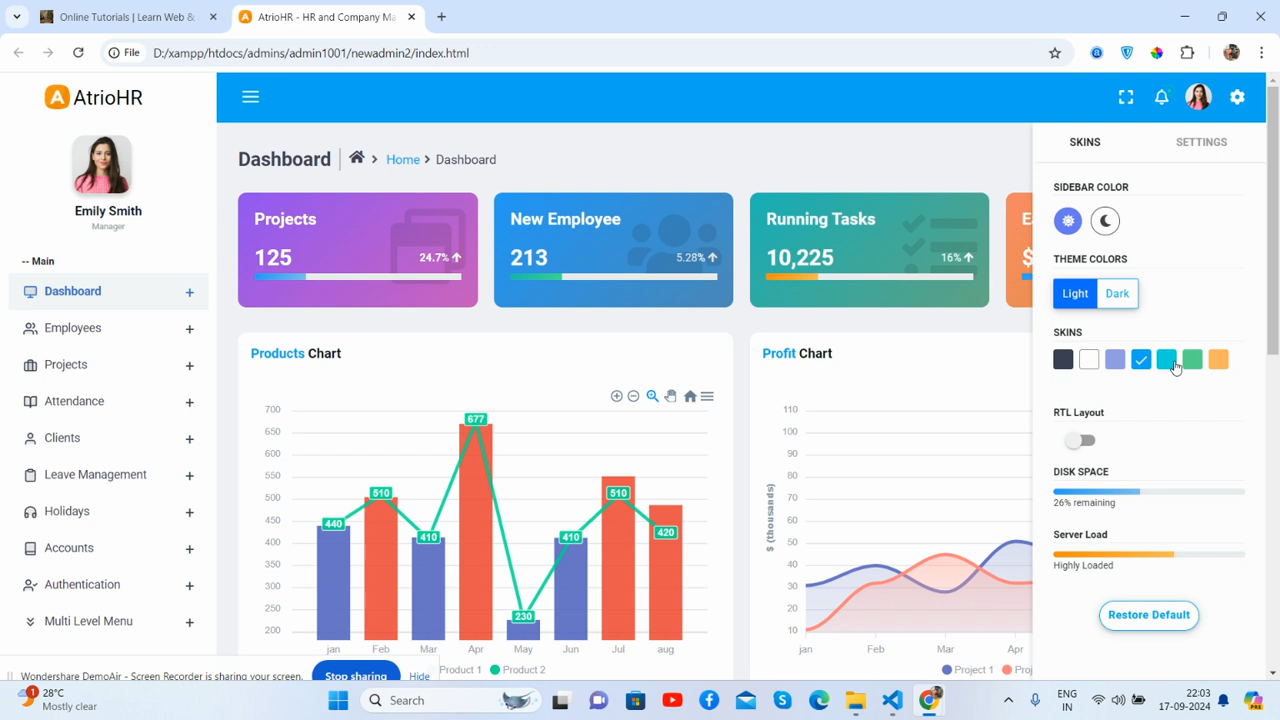 Online Tutorials | Learn Web &
AtrioHR - HR and Company Ma
File
D:/xampp/htdocs/admins/admin1001/newadmin2/index.html
AtrioHR
Emily Smith
Manager
-- Main
Dashboard
Employees
Projects
Attendance
Clients
Leave Management
Holidays
Accounts
Authentication
Multi Level Menu
Dashboard
Home
Dashboard
Projects
125
24.7%
New Employee
213
5.28%
Running Tasks
10,225
16%
E
$
Products Chart
700
650
600
550
500
450
400
350
300
250
200
440
510
410
677
230
410
510
420
jan
Feb
Mar
Apr
May
Jun
Jul
aug
Product 1
Product 2
Profit Chart
$ (thousands)
110
100
90
80
70
60
50
40
30
20
10
jan
Feb
Mar
Apr
Project 1
Proj
SKINS
SETTINGS
SIDEBAR COLOR
THEME COLORS
Light
Dark
SKINS
RTL Layout
DISK SPACE
26% remaining
Server Load
Highly Loaded
Restore Default
Wondershare DemoAir - Screen Recorder is sharing your screen.
Stop sharing
Hide
1
28°C
Mostly clear
Search
ENG
IN
22:03
17-09-2024
PRE